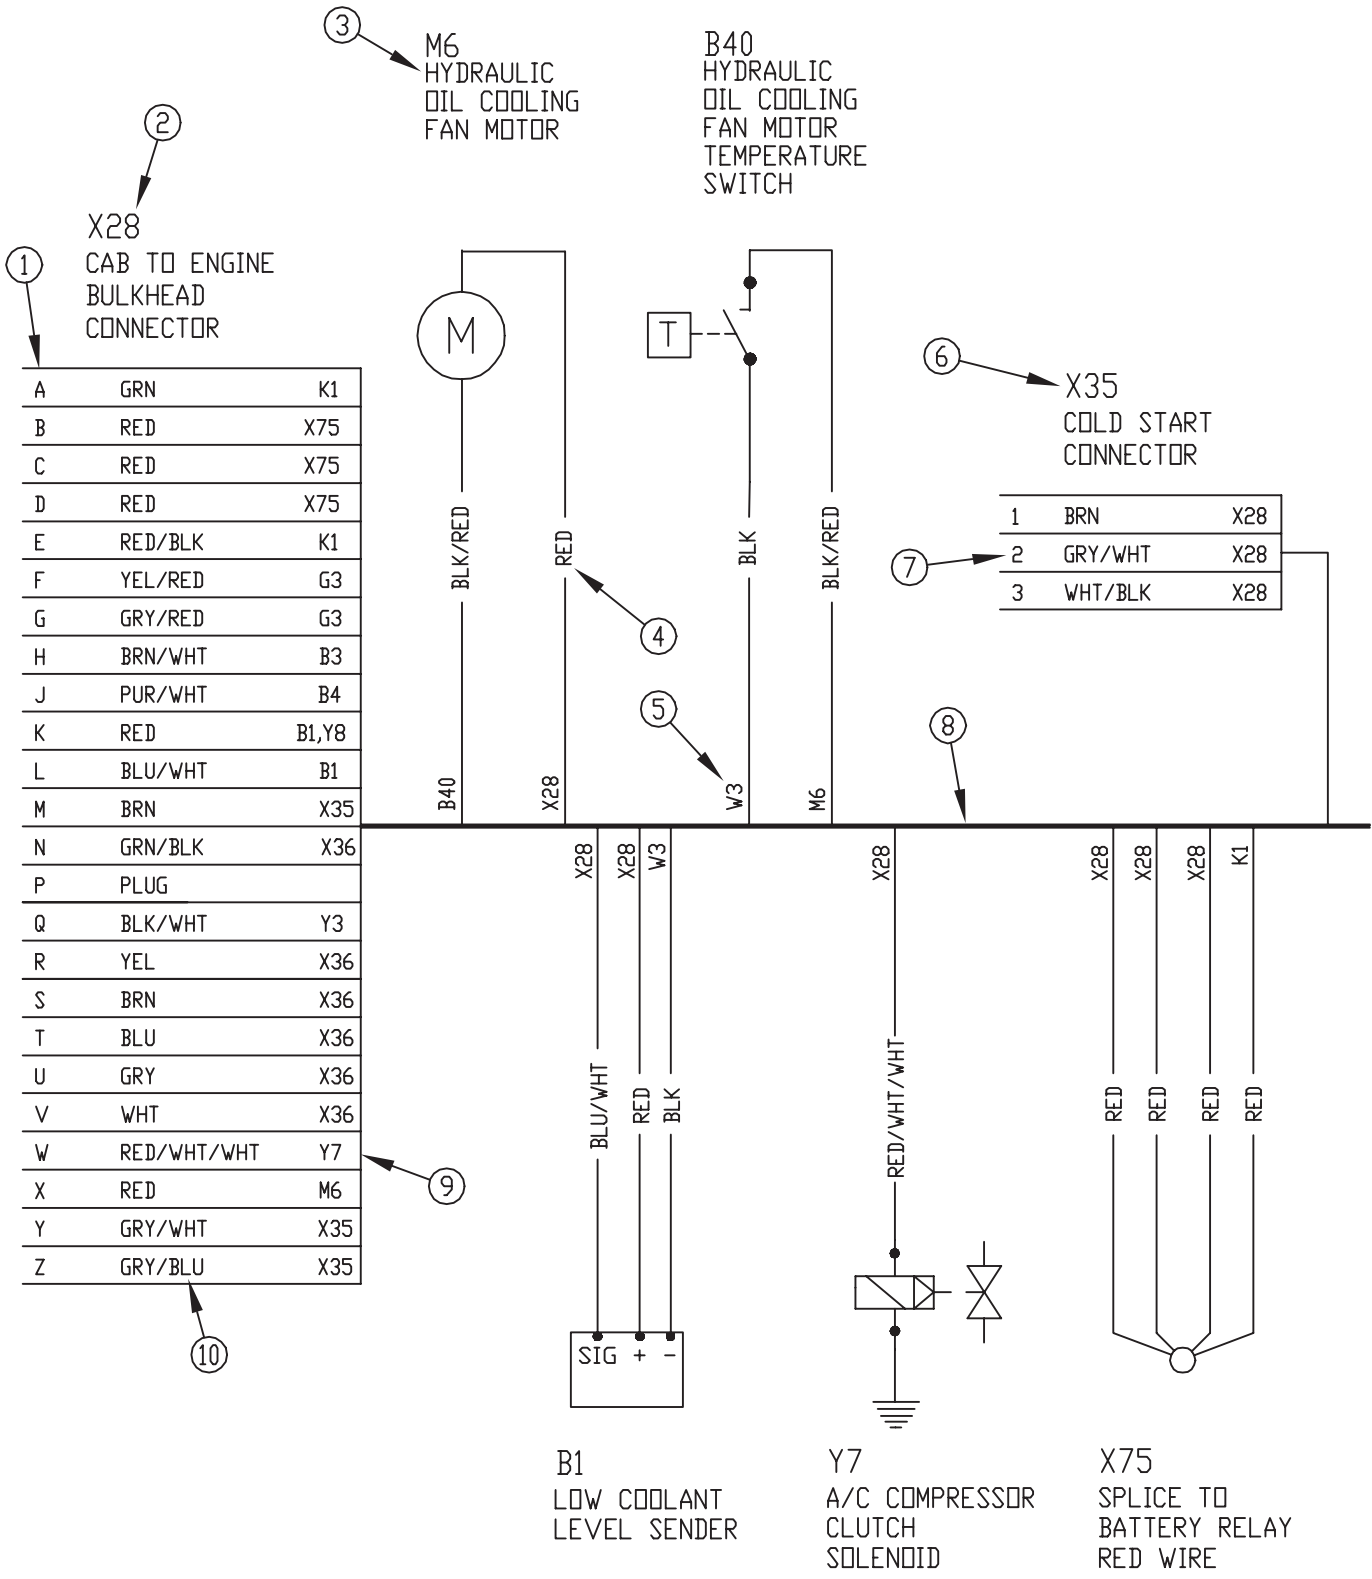 3
M6
HYDRAULIC
OIL COOLING
FAN MOTOR
B40
HYDRAULIC
OIL COOLING
FAN MOTOR
TEMPERATURE
SWITCH
2
X28
CAB TO ENGINE
BULKHEAD
CONNECTOR
1
A GRN K1
B RED X75
C RED X75
D RED X75
E RED/BLK K1
F YEL/RED G3
G GRY/RED G3
H BRN/WHT B3
J PUR/WHT B4
K RED B1,Y8
L BLU/WHT B1
M BRN X35
N GRN/BLK X36
P PLUG
Q BLK/WHT Y3
R YEL X36
S BRN X36
T BLU X36
U GRY X36
V WHT X36
W RED/WHT/WHT Y7
X RED M6
Y GRY/WHT X35
Z GRY/BLU X35
9
10
M
BLK/RED
B40
RED
X28
4
T
BLK
W3
5
BLK/RED
M6
6
X35
COLD START
CONNECTOR
1 BRN X28
2 GRY/WHT X28
3 WHT/BLK X28
7
8
X28
X28
W3
BLU/WHT
RED
BLK
SIG + -
B1
LOW COOLANT
LEVEL SENDER
X28
RED/WHT/WHT
Y7
A/C COMPRESSOR
CLUTCH
SOLENOID
X28
X28
X28
K1
RED
RED
RED
RED
X75
SPLICE TO
BATTERY RELAY
RED WIRE